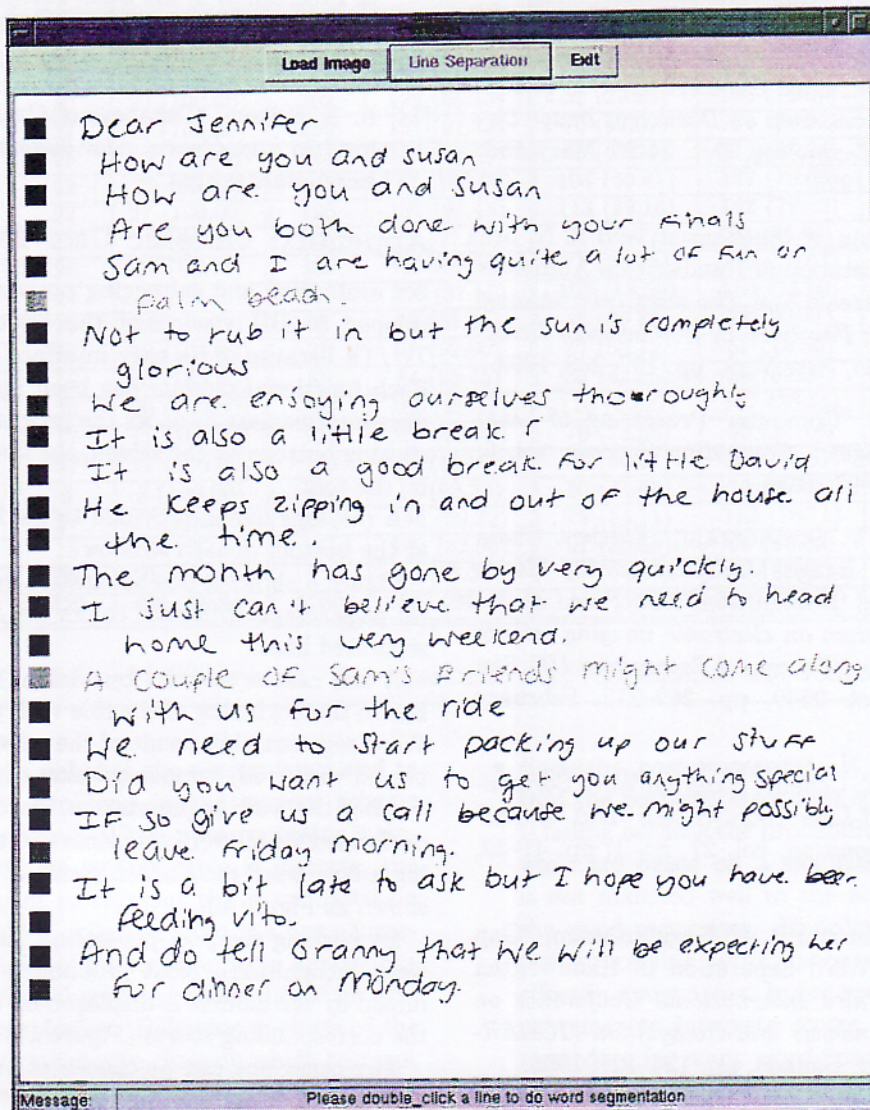 Load Image Line Separation Exit
Dear Jennifer
How are you and susan
How are you and susan
Are you both done with your finals
Sam and I are having quite a lot of fun on
calm beach.
Not to rub it in but the sun is completely
glorious
We are enjoying ourselves thoroughly
It is also a little break f
It is also a good break for little David
He keeps zipping in and out of the house all
the time.
The month has gone by very quickly.
I just can't believe that we need to head
home this very weekend.
A couple of Sam's friends might come along
with us for the ride
We need to start packing up our stuff
Did you want us to get you anything special
If so give us a call because we might possibly
leave Friday morning.
It is a bit late to ask but I hope you have been
feeding vito.
And do tell Granny that we will be expecting her
for dinner on Monday.
Message: Please double_click a line to do word segmentation